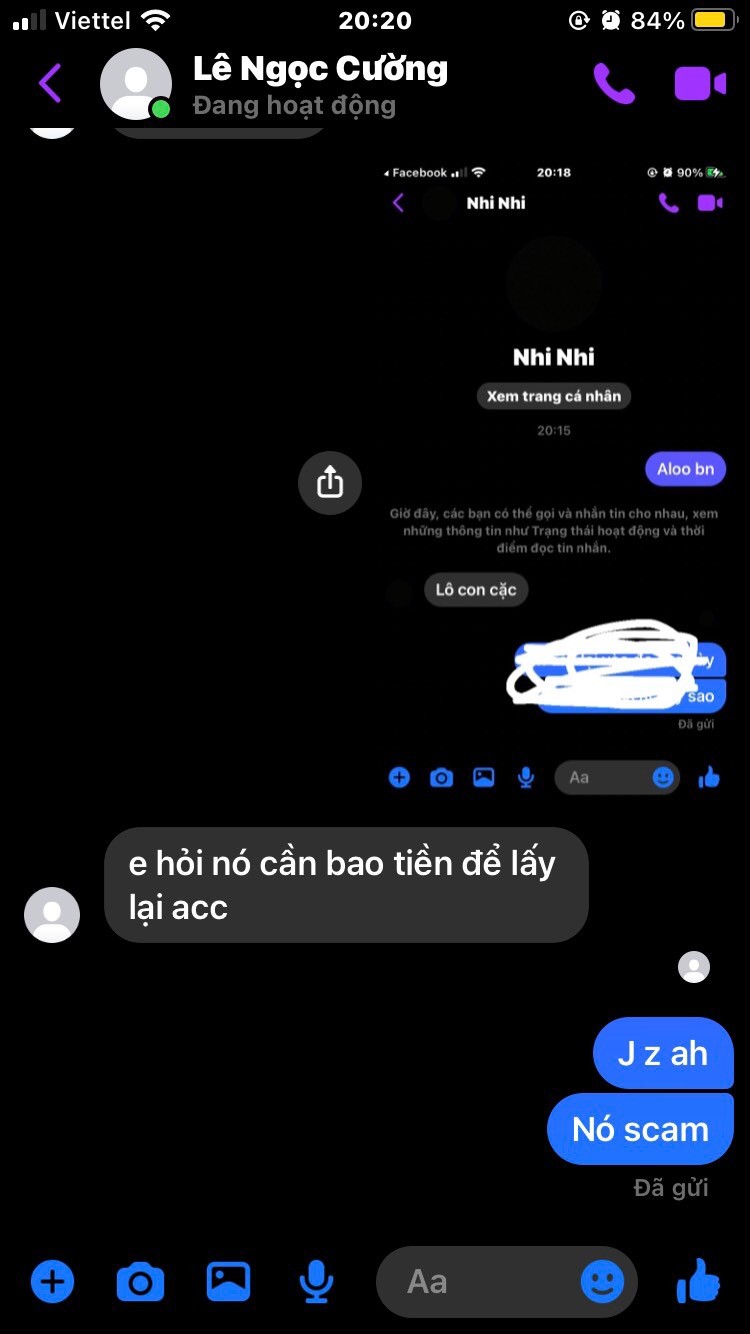 Viettel 20:20 84%
Lê Ngọc Cường
Đang hoạt động
Facebook 20:18 90%
Nhi Nhi
Nhi Nhi
Xem trang cá nhân
20:15
Aloo bn
Giờ đây, các bạn có thể gọi và nhắn tin cho nhau, xem
những thông tin như Trạng thái hoạt động và thời
điểm đọc tin nhắn.
Lô con cặc
sao
Đã gửi
Aa
e hỏi nó cần bao tiền để lấy
lại acc
J z ah
Nó scam
Đã gửi
Aa